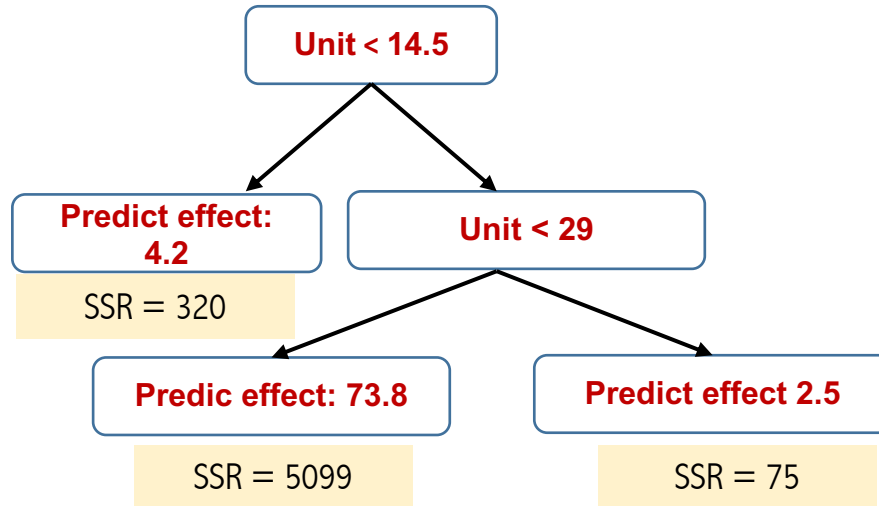 Unit < 14.5
Predict effect:
4.2
Unit < 29
SSR = 320
Predic effect: 73.8
Predict effect 2.5
SSR = 5099
SSR = 75